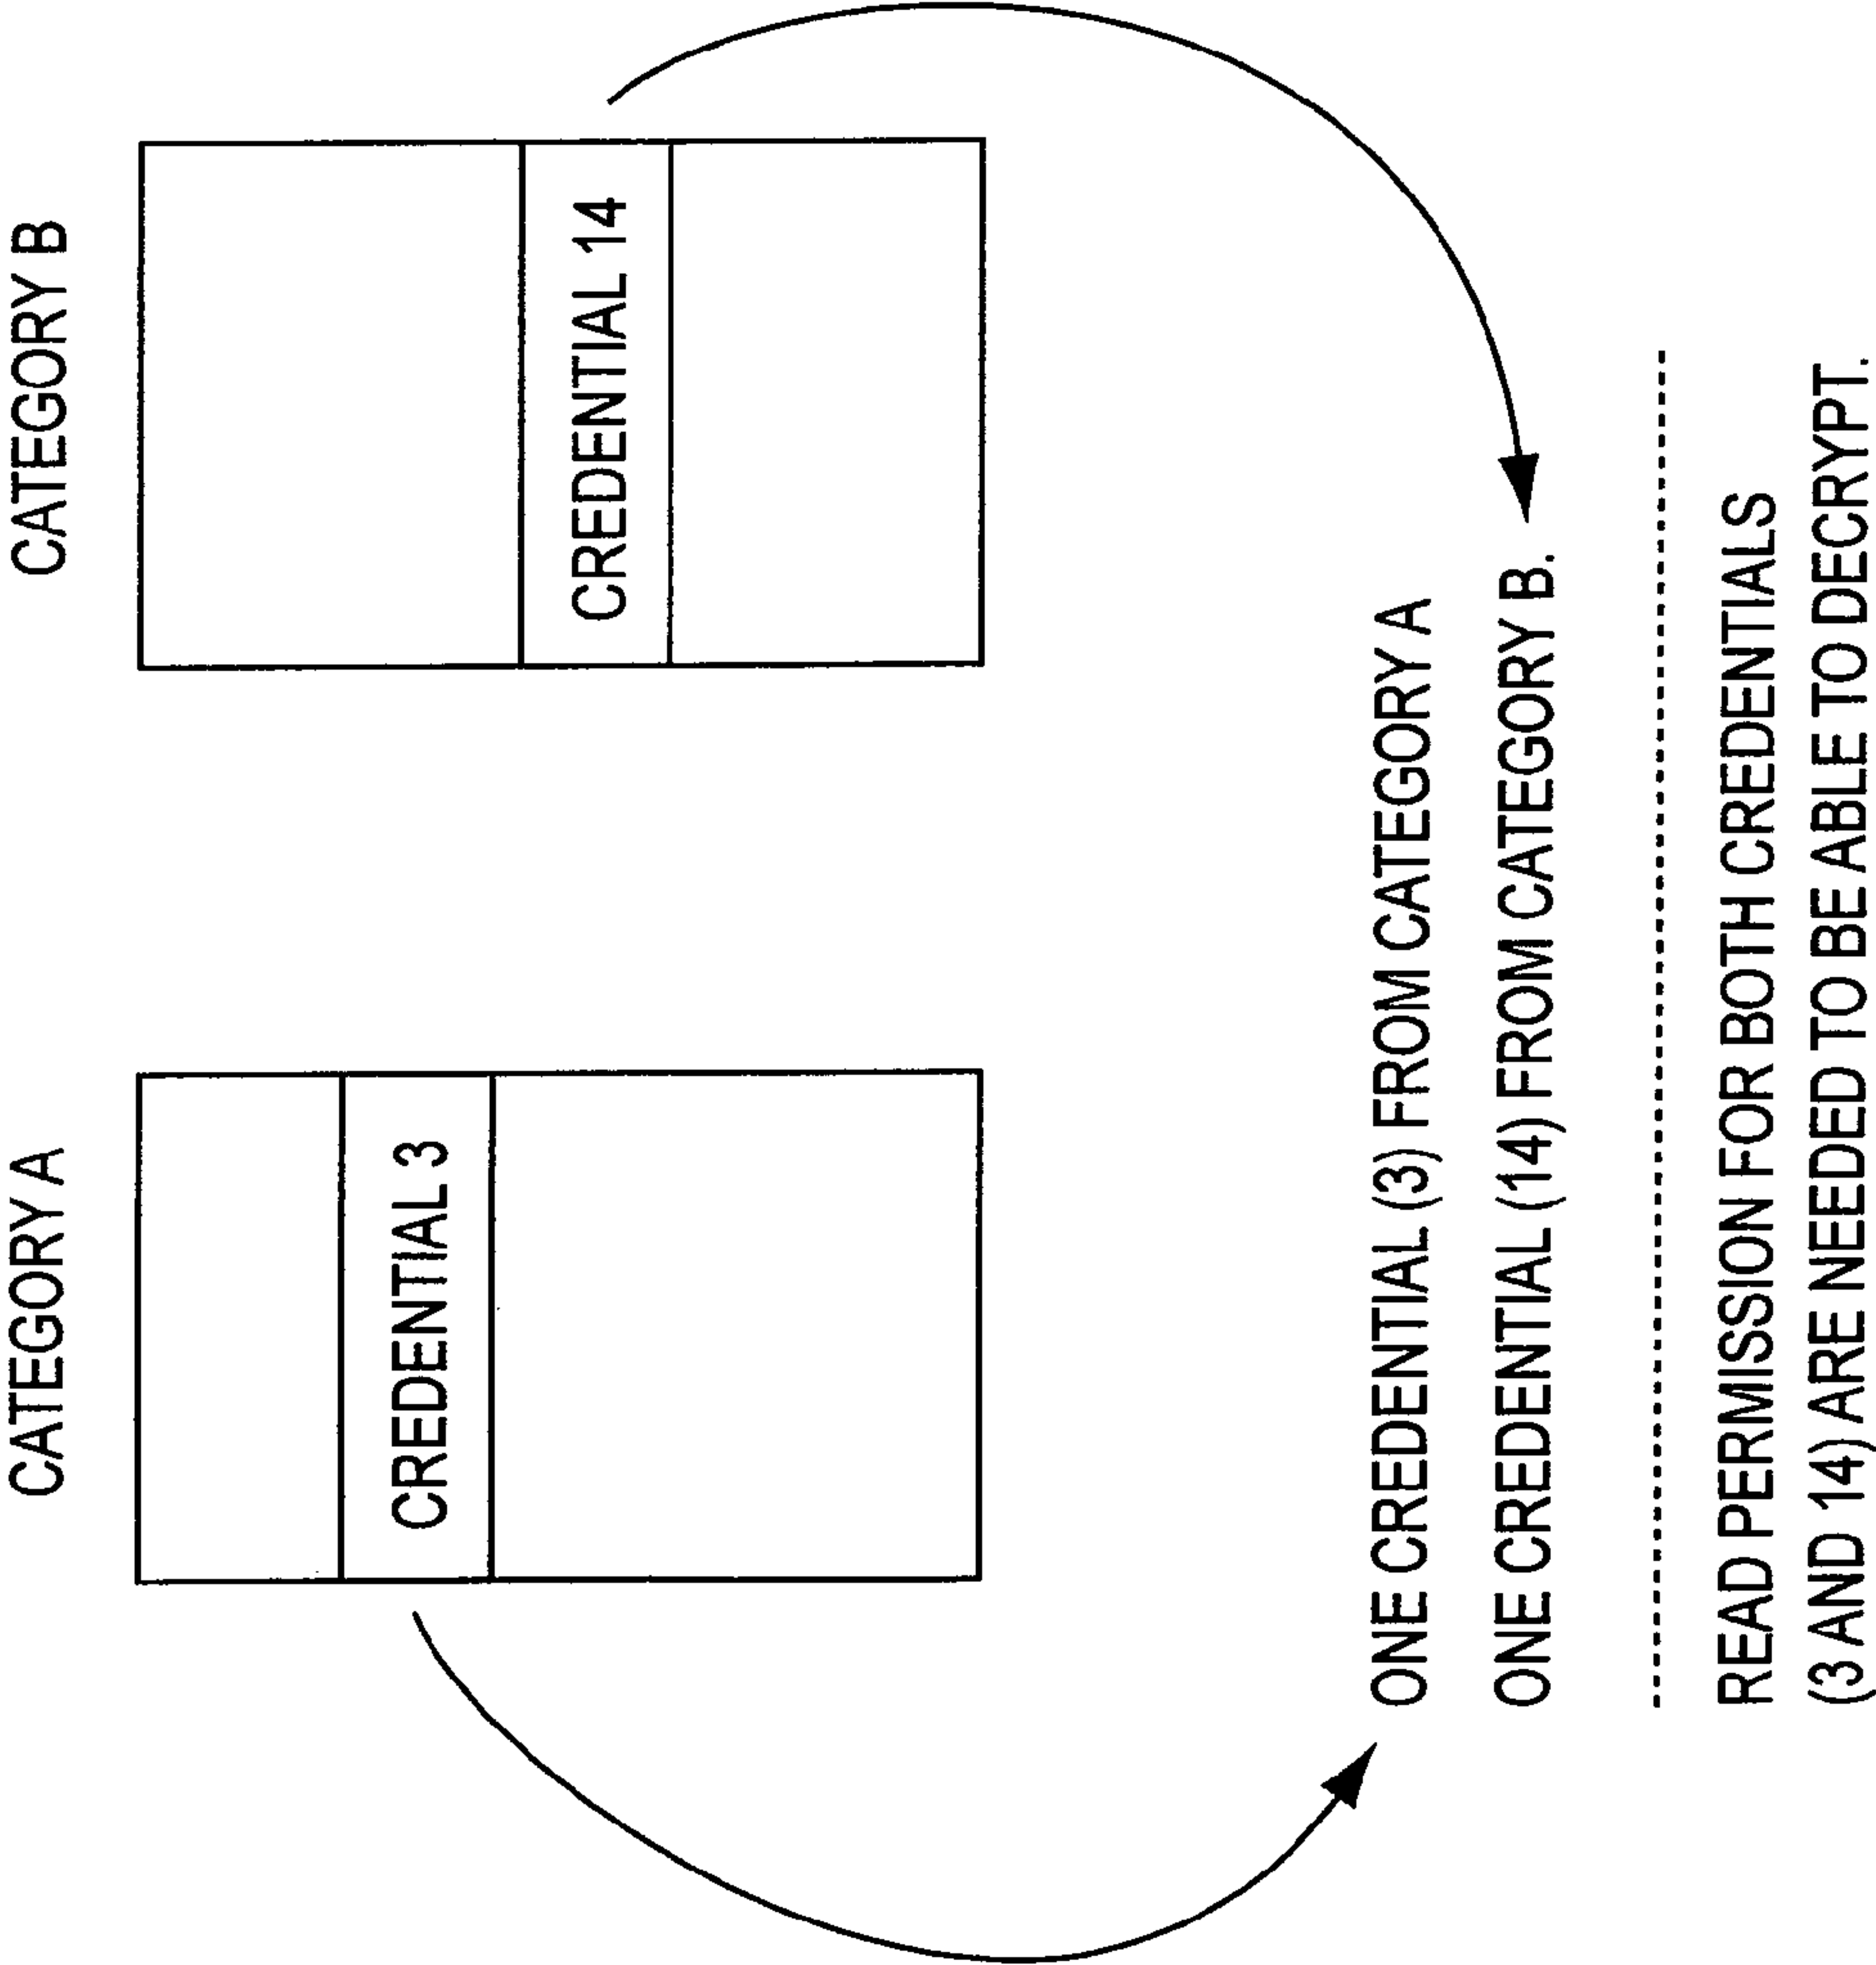 CATEGORY A
CATEGORY B
CREDENTIAL 3
CREDENTIAL 14
ONE CREDENTIAL (3) FROM CATEGORY A
ONE CREDENTIAL (14) FROM CATEGORY B.
READ PERMISSION FOR BOTH CREDENTIALS
(3 AND 14) ARE NEEDED TO BE ABLE TO DECRYPT.